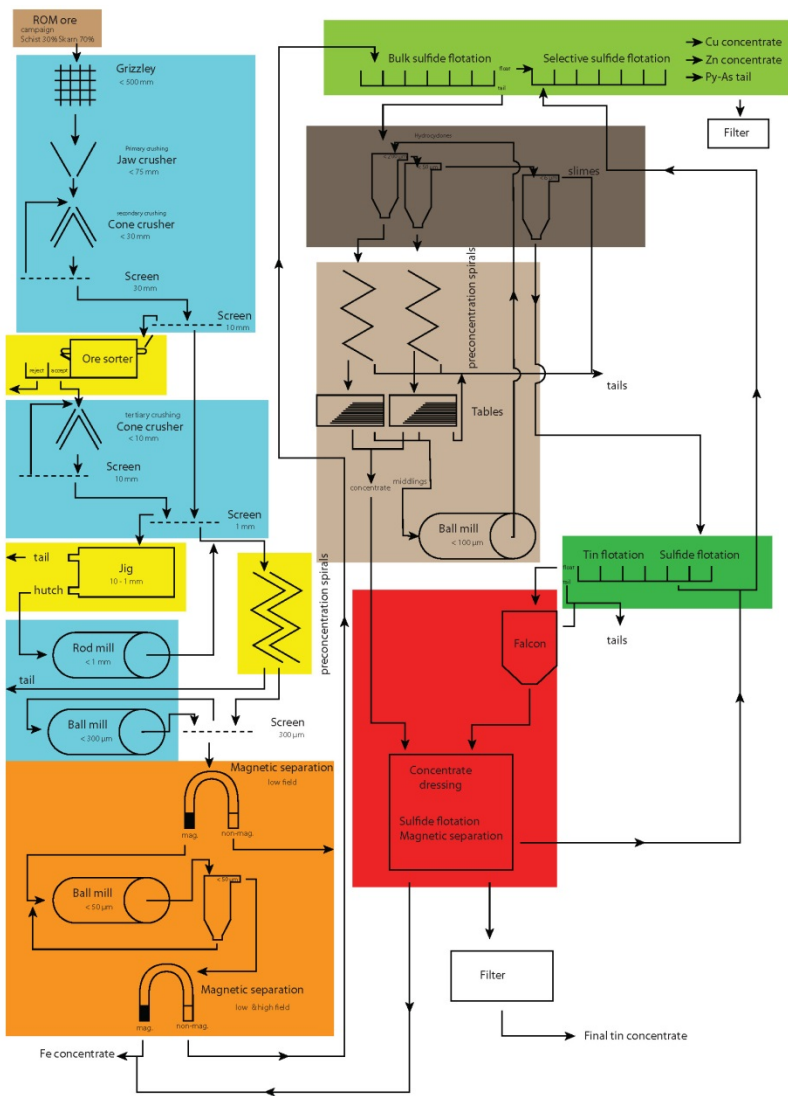 ROM ore
campaign
Schist 30% Skarn 70%
Grizzley
< 500 mm
Primary crushing
Jaw crusher
< 75 mm
secondary crushing
Cone crusher
< 30 mm
Screen
30 mm
Screen
10 mm
Ore sorter
reject
accept
tertiary crushing
Cone crusher
< 10 mm
Screen
10 mm
Screen
1 mm
tail
Jig
10 - 1 mm
hutch
preconcentration spirals
Rod mill
< 1 mm
tail
Ball mill
< 300 µm
Screen
300 µm
Magnetic separation
low field
mag.
non-mag.
Ball mill
< 50 µm
Magnetic separation
low & high field
mag.
non-mag.
Fe concentrate
Bulk sulfide flotation
floar
tail
Selective sulfide flotation
Cu concentrate
Zn concentrate
Py-As tail
Filter
Hydrocyclones
slimes
preconcentration spirals
tails
Tables
concentrate
middlings
Ball mill
< 100 µm
Tin flotation
Sulfide flotation
floar
tail
tails
Falcon
Concentrate
dressing
Sulfide flotation
Magnetic separation
Filter
Final tin concentrate